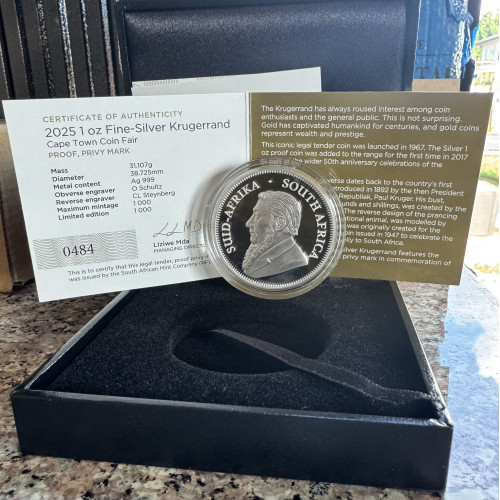 CERTIFICATE OF AUTHENTICITY
2025 1 oz Fine-Silver Krugerrand
Cape Town Coin Fair
PROOF, PRIVY MARK
Mass 31,107g
Diameter 38,725mm
Metal content Ag 999
Obverse engraver O Schultz
Reverse engraver CL Steynberg
Maximum mintage 1 000
Limited edition 1 000
0484
Liziwe Mda
MANAGING DIREC
This is to certify that this legal tender, proof privy
was issued by the South African Mint Company (RF)
SUID-AFRIKA · SOUTH AFRICA
The Krugerrand has always roused interest among coin
enthusiasts and the general public. This is not surprising.
Gold has captivated humankind for centuries, and gold coins
represent wealth and prestige.
This iconic legal tender coin was launched in 1967. The Silver 1
oz proof coin was added to the range for the first time in 2017
the wider 50th anniversary celebrations of the
verse dates back to the country's first
introduced in 1892 by the then President
Republiek, Paul Kruger. His bust,
unds and shillings, was created by the
The reverse design of the prancing
national animal, was modelled by
was originally created for the
coin issued in 1947 to celebrate the
ily to South Africa.
Silver Krugerrand features the
privy mark in commemoration of